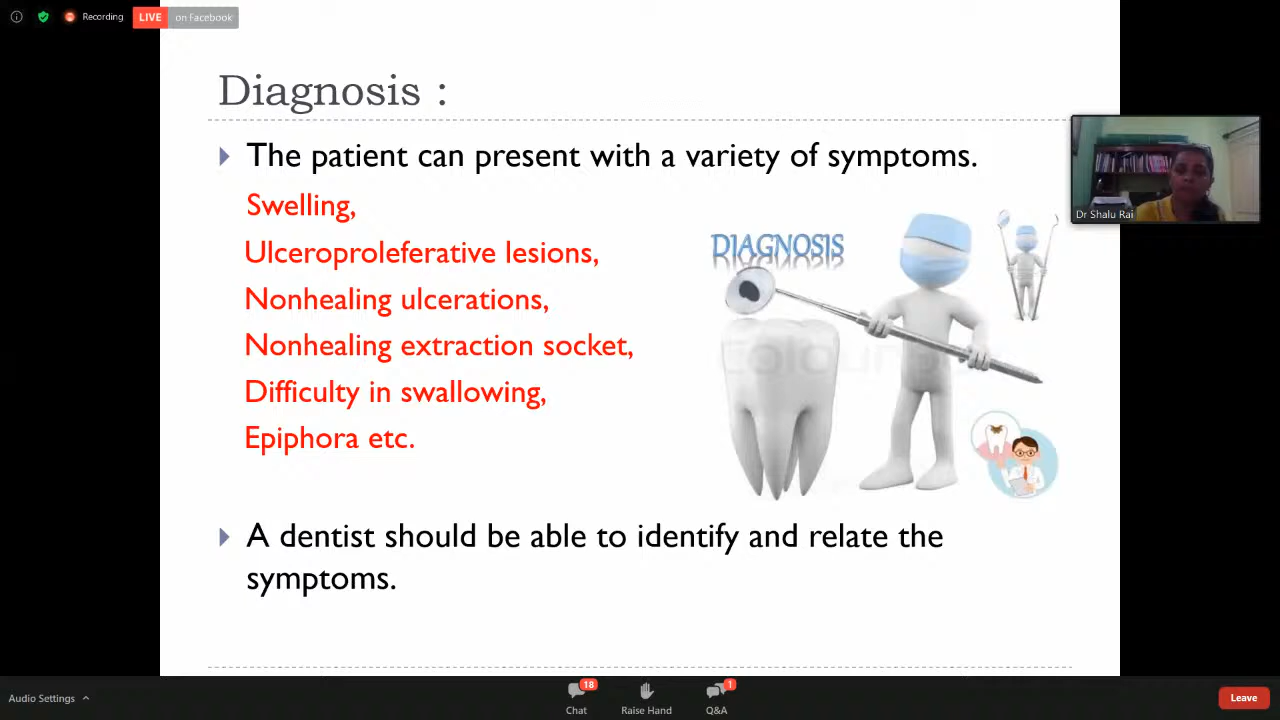 Recording
LIVE on Facebook
Diagnosis :
The patient can present with a variety of symptoms.
Swelling,
Ulceroproleferative lesions,
Nonhealing ulcerations,
Nonhealing extraction socket,
Difficulty in swallowing,
Epiphora etc.
DIAGNOSIS
Dr Shalu Rai
A dentist should be able to identify and relate the
symptoms.
Audio Settings
18
Chat
Raise Hand
1
Q&A
Leave